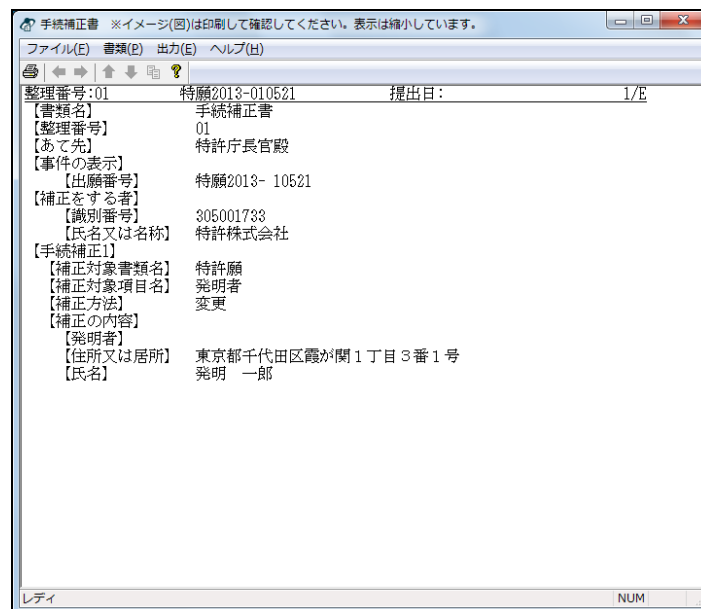 手続補正書　※イメージ(図)は印刷して確認してください。表示は縮小しています。
ファイル(F) 書類(P) 出力(E) ヘルプ(H)
整理番号:01 特願2013-010521 提出日: 1/E
【書類名】 手続補正書
【整理番号】 01
【あて先】 特許庁長官殿
【事件の表示】
【出願番号】 特願2013- 10521
【補正をする者】
【識別番号】 305001733
【氏名又は名称】 特許株式会社
【手続補正1】
【補正対象書類名】 特許願
【補正対象項目名】 発明者
【補正方法】 変更
【補正の内容】
【発明者】
【住所又は居所】 東京都千代田区霞が関１丁目３番１号
【氏名】 発明　一郎
レディ NUM